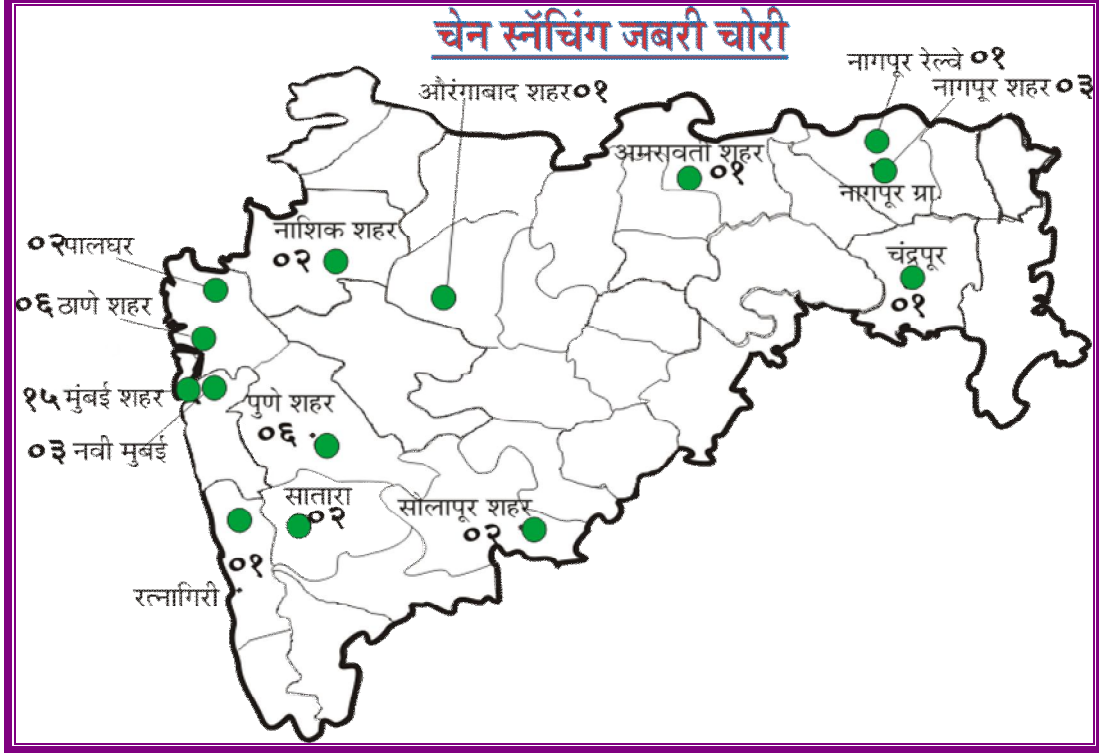 चेन स्नॅचिंग जबरी चोरी
नागपूर रेल्वे ०१
नागपूर शहर ०३
औरंगाबाद शहर०१
अमरावती शहर
०१
नागपूर ग्रा.
नाशिक शहर
०२
०२पालघर
चंद्रपूर
०१
०६ ठाणे शहर
१५ मुंबई शहर
पुणे शहर
०६
०३ नवी मुबई
सातारा
०२
सोलापूर शहर
०२
०१
रत्नागिरी